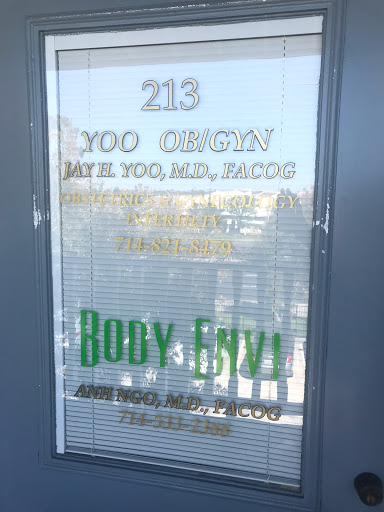 213
YOO OB/GYN
JAY H. YOO, M.D., FACOG
OBSTETRICS & GYNECOLOGY
INFERTILITY
714-821-8479
BODY ENVI
ANH NGO, M.D., FACOG